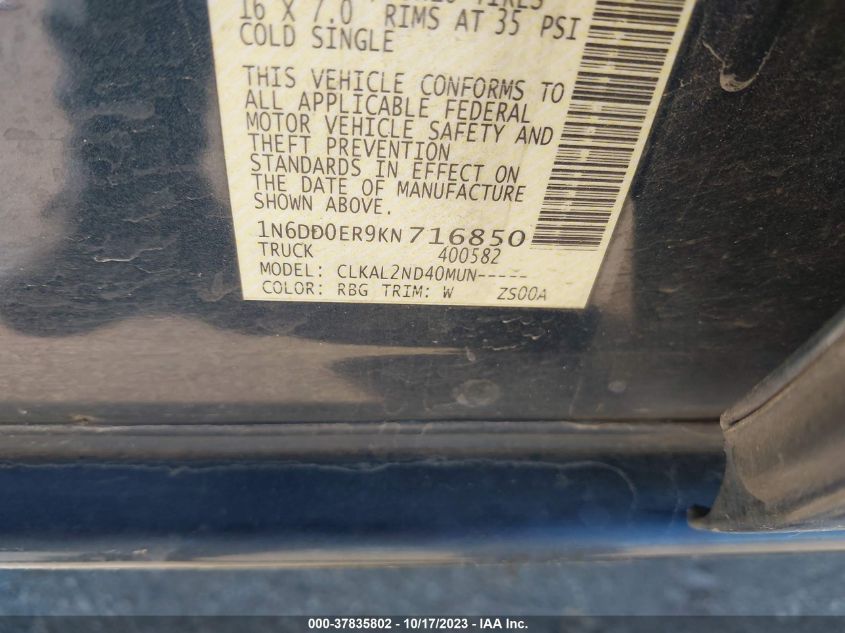 16 X 7.0 RIMS AT 35 PSI
COLD SINGLE
THIS VEHICLE CONFORMS TO
ALL APPLICABLE FEDERAL
MOTOR VEHICLE SAFETY AND
THEFT PREVENTION
STANDARDS IN EFFECT ON
THE DATE OF MANUFACTURE
SHOWN ABOVE.
1N6DD0ER9KN716850
TRUCK 400582
MODEL: CLKAL2ND40MUN-----
COLOR: RBG TRIM: W ZS00A
000-37835802 - 10/17/2023 - IAA Inc.